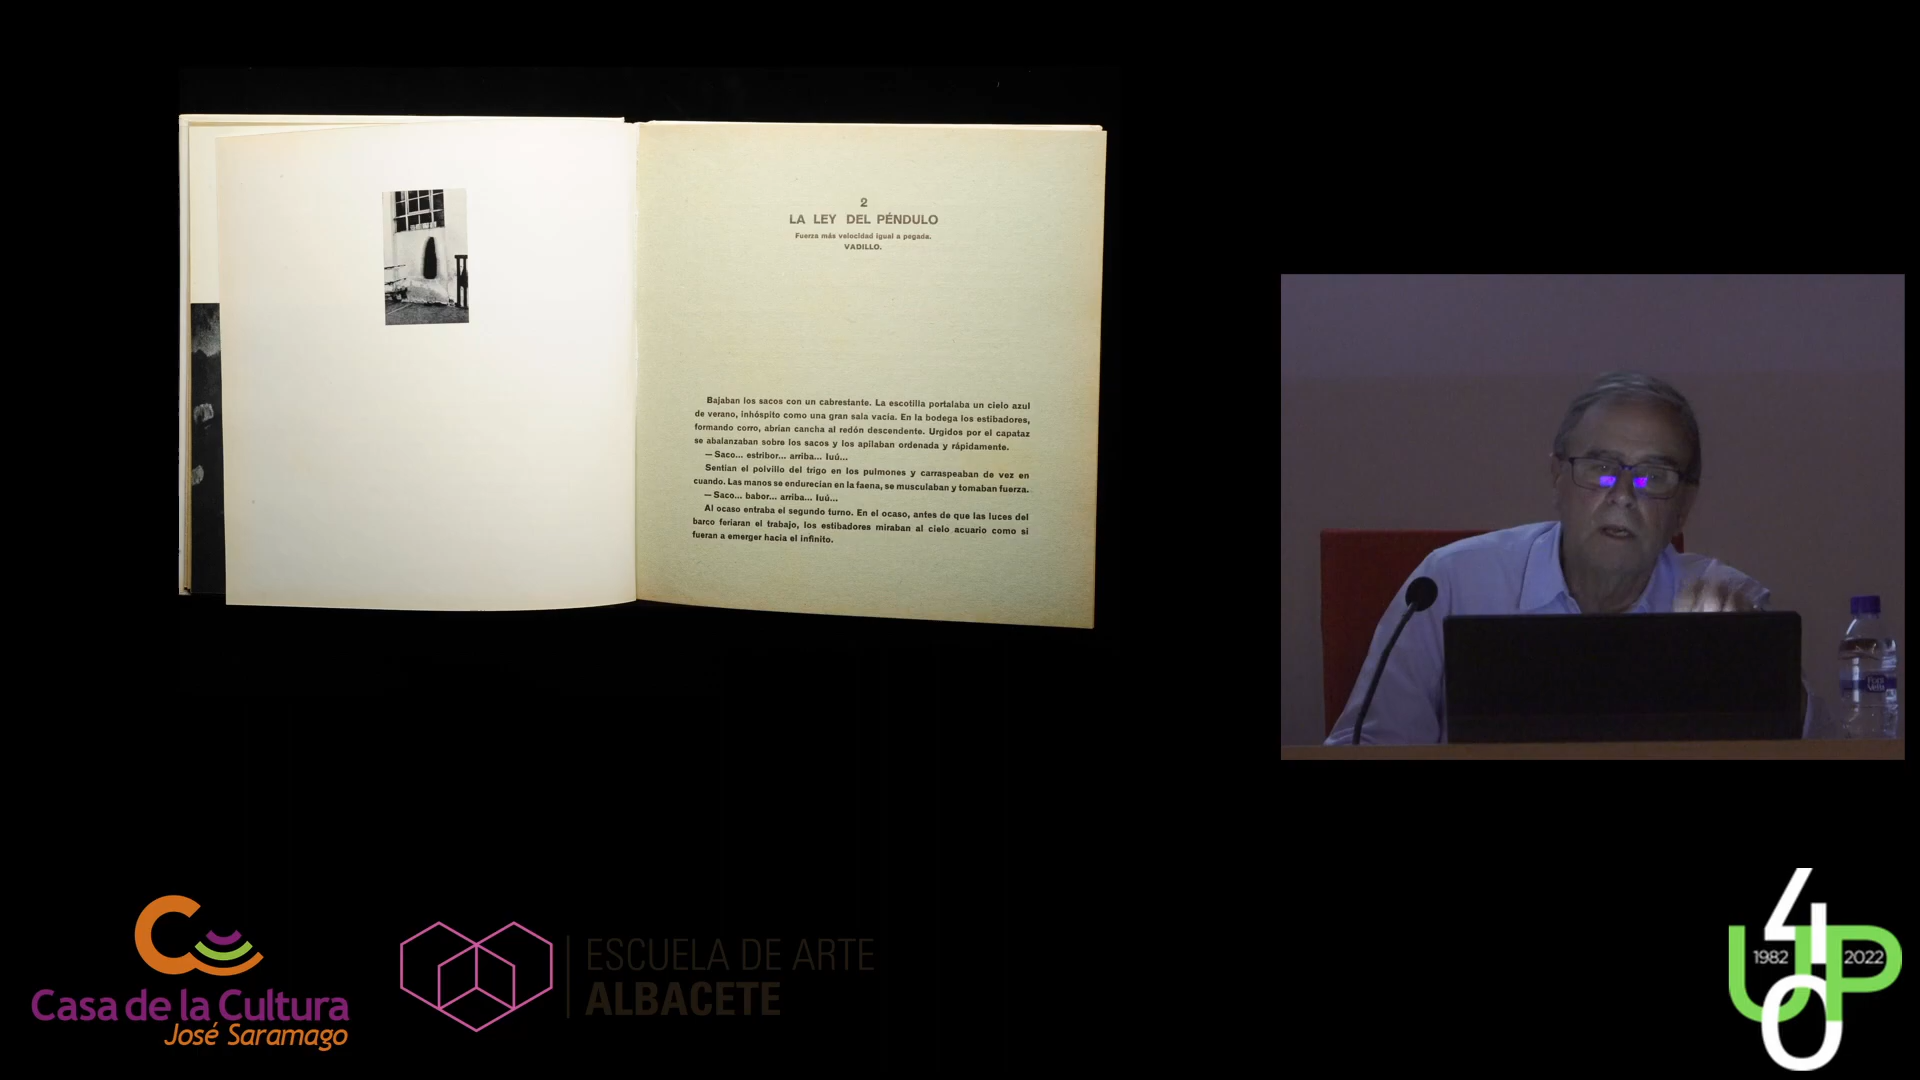 2
LA LEY DEL PÉNDULO
Fuerza más velocidad igual a pegada.
VADILLO.
Bajaban los sacos con un cabrestante. La escotilla portalaba un cielo azul
de verano, inhóspito como una gran sala vacía. En la bodega los estibadores,
formando corro, abrían cancha al redón descendente. Urgidos por el capataz
se abalanzaban sobre los sacos y los apilaban ordenada y rápidamente.
— Saco... estribor... arriba... Iuú...
Sentían el polvillo del trigo en los pulmones y carraspeaban de vez en
cuando. Las manos se endurecían en la faena, se musculaban y tomaban fuerza.
— Saco... babor... arriba... Iuú...
Al ocaso entraba el segundo turno. En el ocaso, antes de que las luces del
barco feriaran el trabajo, los estibadores miraban al cielo acuario como si
fueran a emerger hacia el infinito.
Casa de la Cultura
José Saramago
ESCUELA DE ARTE
ALBACETE
40
UP
1982
2022